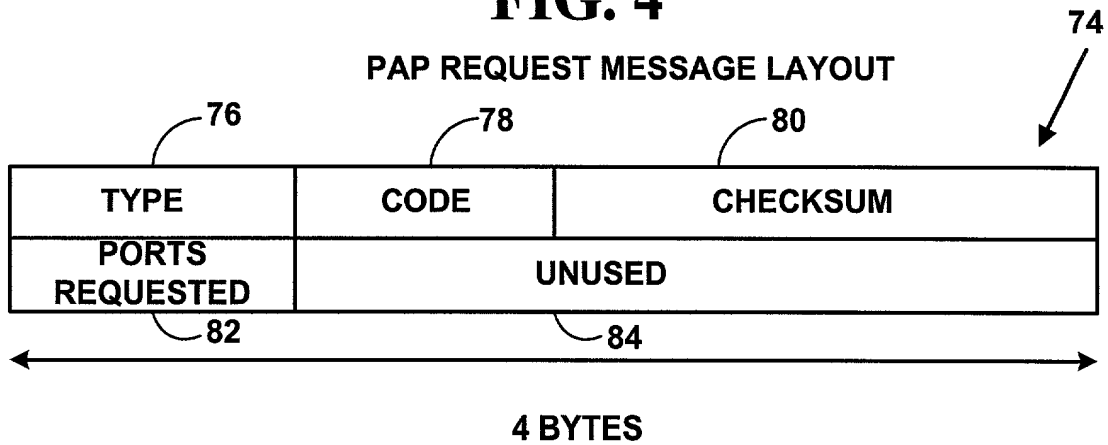 FIG. 4
74
PAP REQUEST MESSAGE LAYOUT
76
78
80
TYPE
CODE
CHECKSUM
PORTS
REQUESTED
UNUSED
82
84
4 BYTES